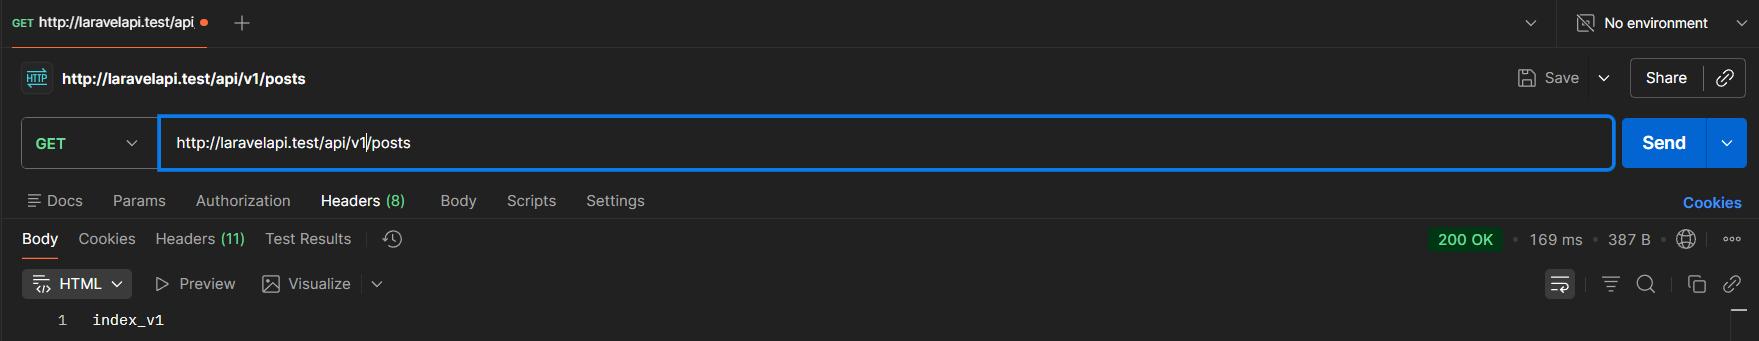 GET http://laravelapi.test/api No environment
HTTP http://laravelapi.test/api/v1/posts Save Share
GET http://laravelapi.test/api/v1/posts Send
Docs Params Authorization Headers (8) Body Scripts Settings Cookies
Body Cookies Headers (11) Test Results 200 OK • 169 ms • 387 B •
HTML Preview Visualize
1 index_v1